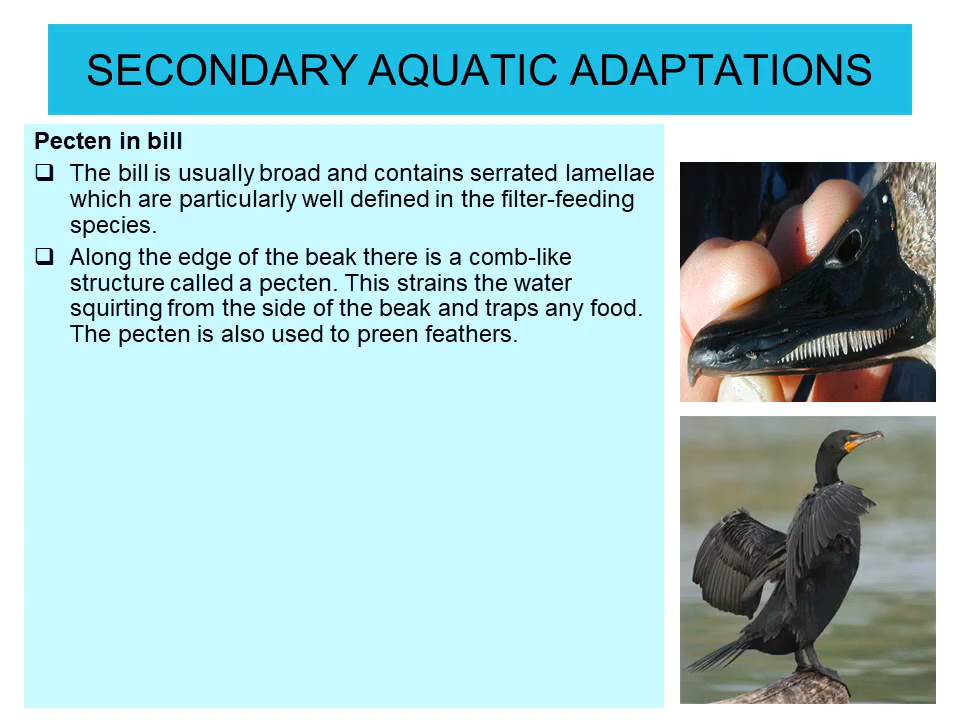 SECONDARY AQUATIC ADAPTATIONS
Pecten in bill
❑ The bill is usually broad and contains serrated lamellae
which are particularly well defined in the filter-feeding
species.
❑ Along the edge of the beak there is a comb-like
structure called a pecten. This strains the water
squirting from the side of the beak and traps any food.
The pecten is also used to preen feathers.